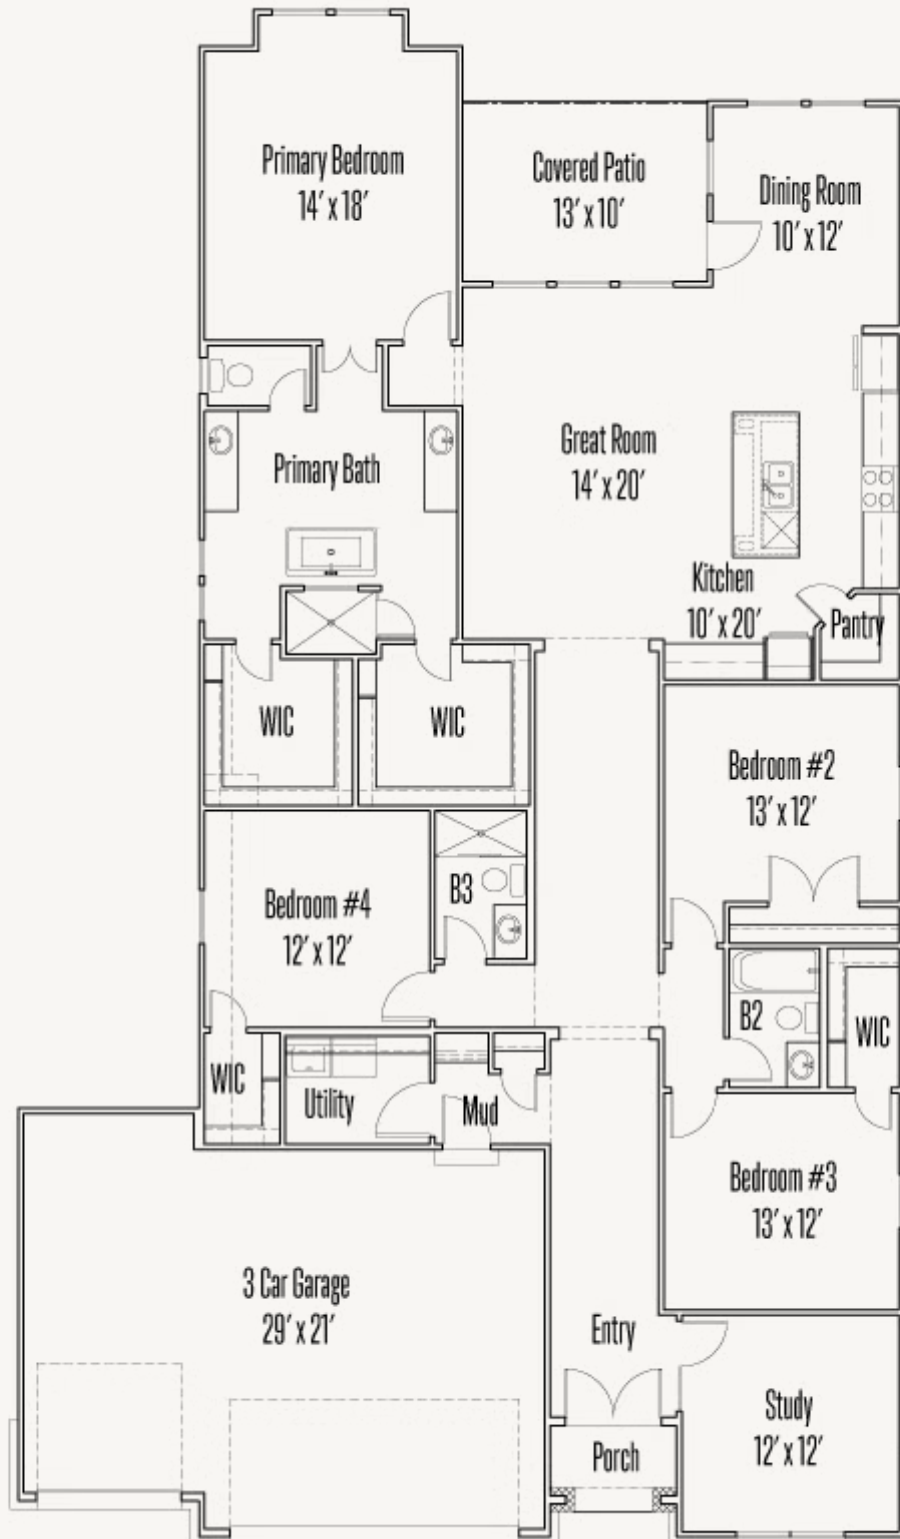 Primary Bedroom
14' x 18'
Covered Patio
13' x 10'
Dining Room
10' x 12'
Great Room
14' x 20'
Primary Bath
Kitchen
10' x 20'
Pantry
WIC
WIC
Bedroom #2
13' x 12'
Bedroom #4
12' x 12'
B3
B2
WIC
WIC
Utility
Mud
Bedroom #3
13' x 12'
3 Car Garage
29' x 21'
Entry
Study
12' x 12'
Porch